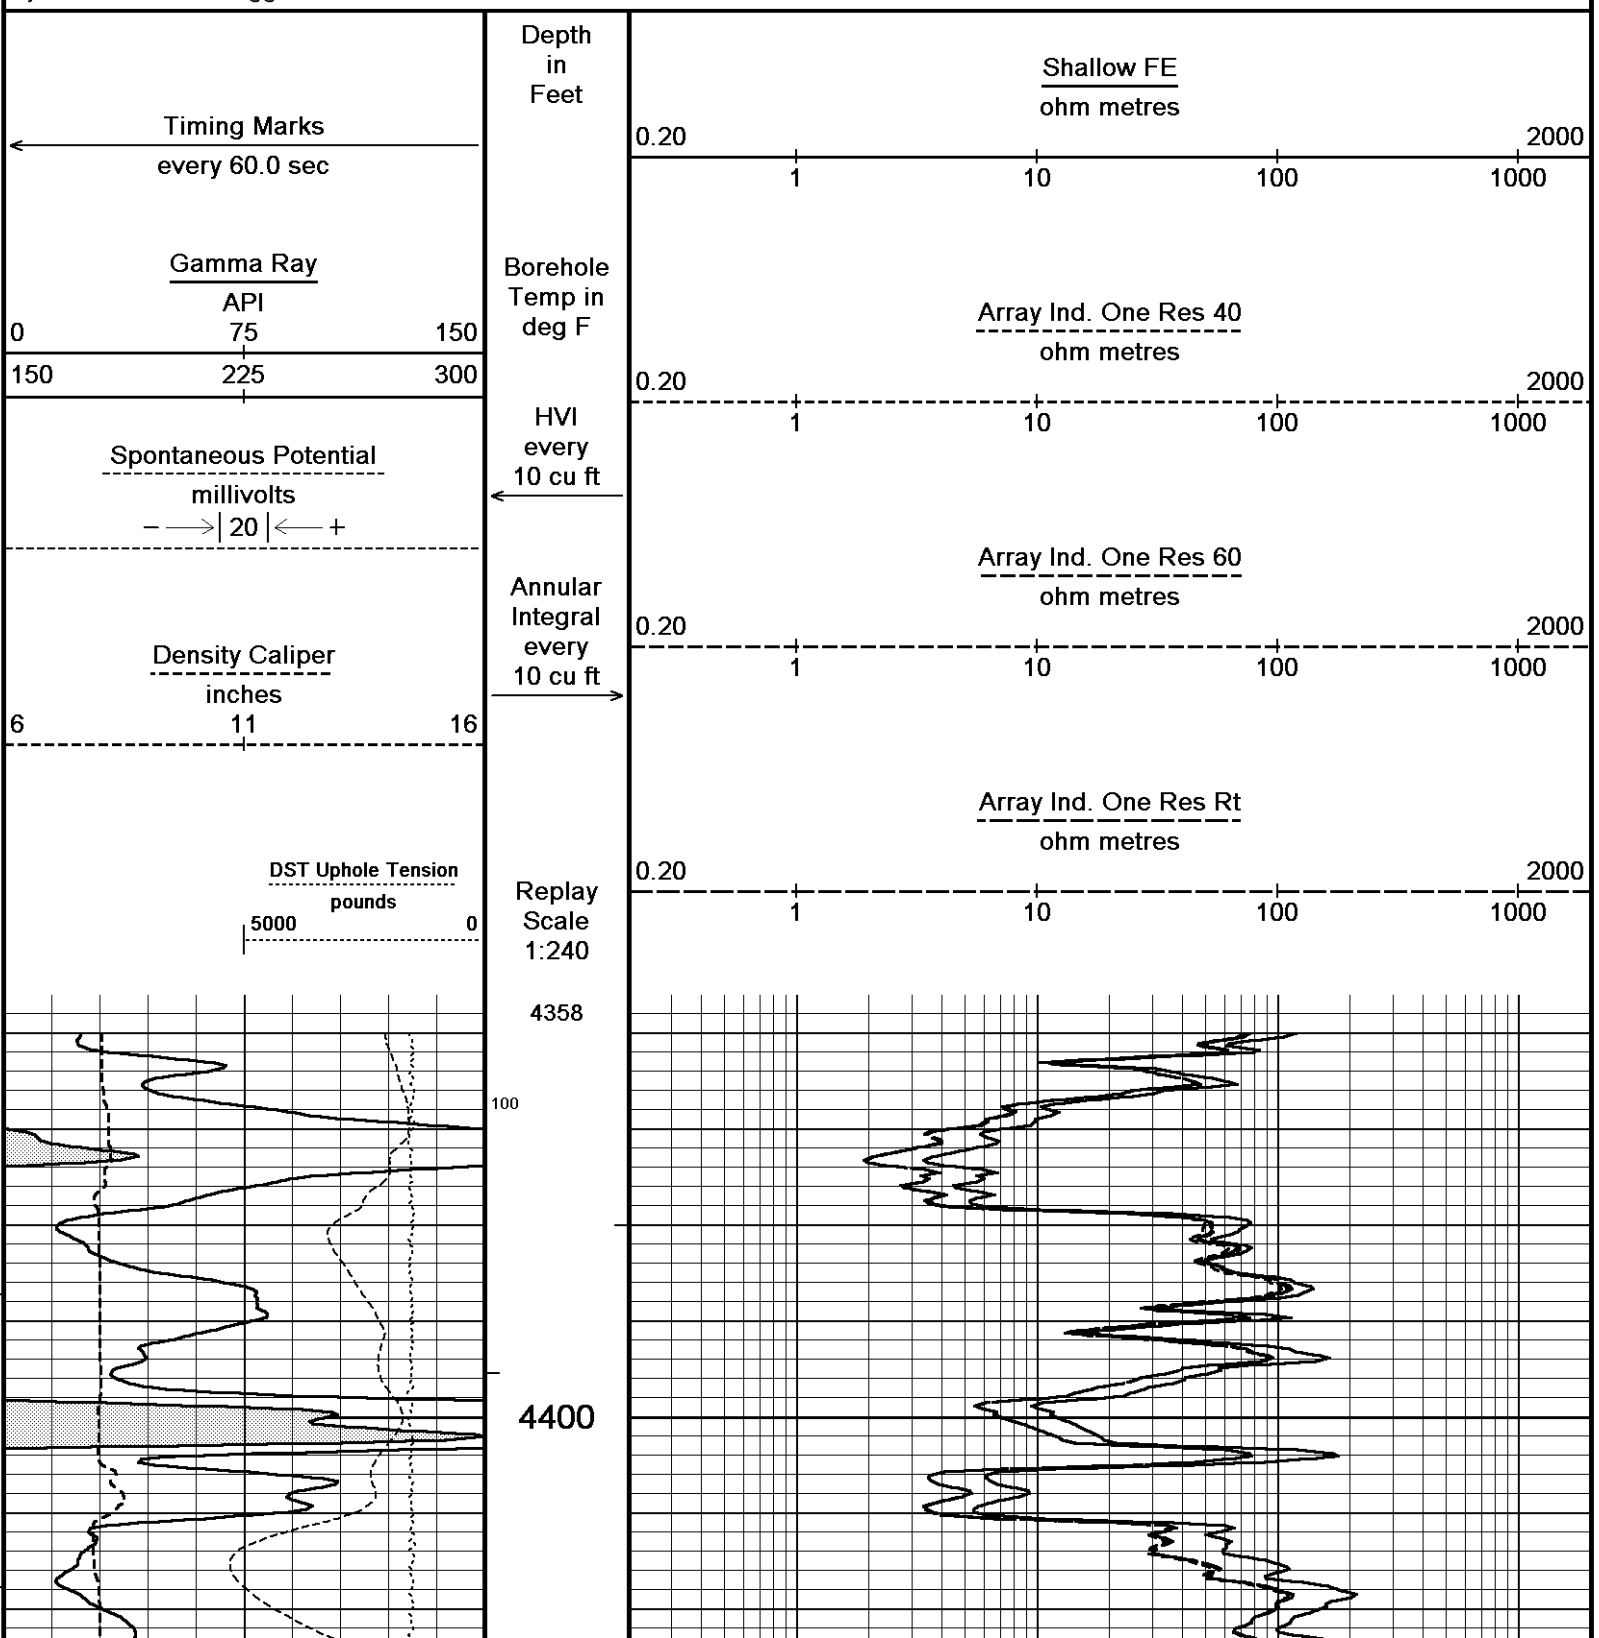 Timing Marks
every 60.0 sec
Gamma Ray
API
0 75 150
150 225 300
Spontaneous Potential
millivolts
− 20 +
Density Caliper
inches
6 11 16
DST Uphole Tension
pounds
5000 0
Depth
in
Feet
Borehole
Temp in
deg F
HVI
every
10 cu ft
Annular
Integral
every
10 cu ft
Replay
Scale
1:240
4358
100
4400
Shallow FE
ohm metres
0.20 2000
1 10 100 1000
Array Ind. One Res 40
ohm metres
0.20 2000
1 10 100 1000
Array Ind. One Res 60
ohm metres
0.20 2000
1 10 100 1000
Array Ind. One Res Rt
ohm metres
0.20 2000
1 10 100 1000